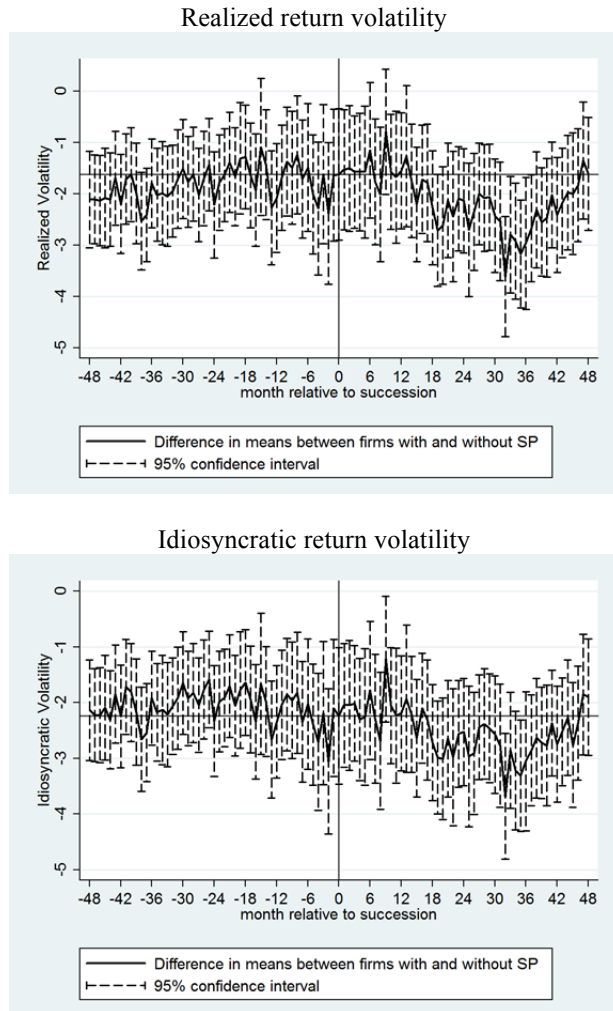 Realized return volatility
Realized Volatility
0
-1
-2
-3
-4
-5
-48 -42 -36 -30 -24 -18 -12 -6 0 6 12 18 24 30 36 42 48
month relative to succession
Difference in means between firms with and without SP
95% confidence interval
Idiosyncratic return volatility
Idiosyncratic Volatility
0
-1
-2
-3
-4
-5
-48 -42 -36 -30 -24 -18 -12 -6 0 6 12 18 24 30 36 42 48
month relative to succession
Difference in means between firms with and without SP
95% confidence interval